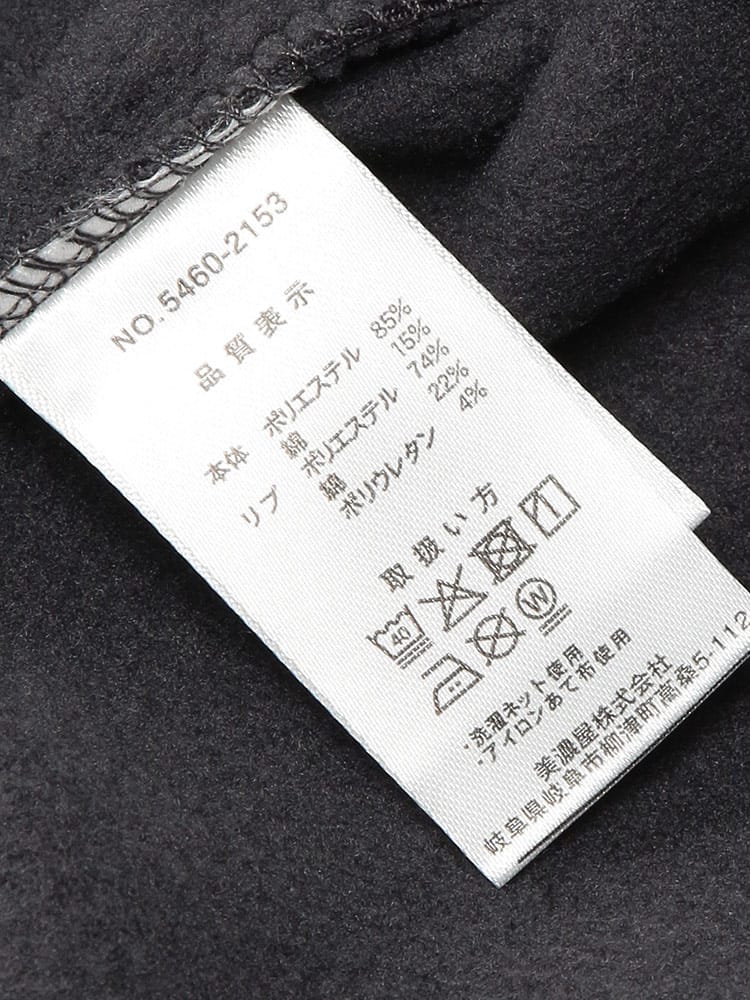 NO.5460-2153
品質表示
本体 ポリエステル 85%
綿 15%
リブ ポリエステル 74%
綿 22%
ポリウレタン 4%
取扱い方
40
W
・洗濯ネット使用
・アイロンあて布使用
美濃屋株式会社
岐阜県岐阜市柳津町高桑5-112